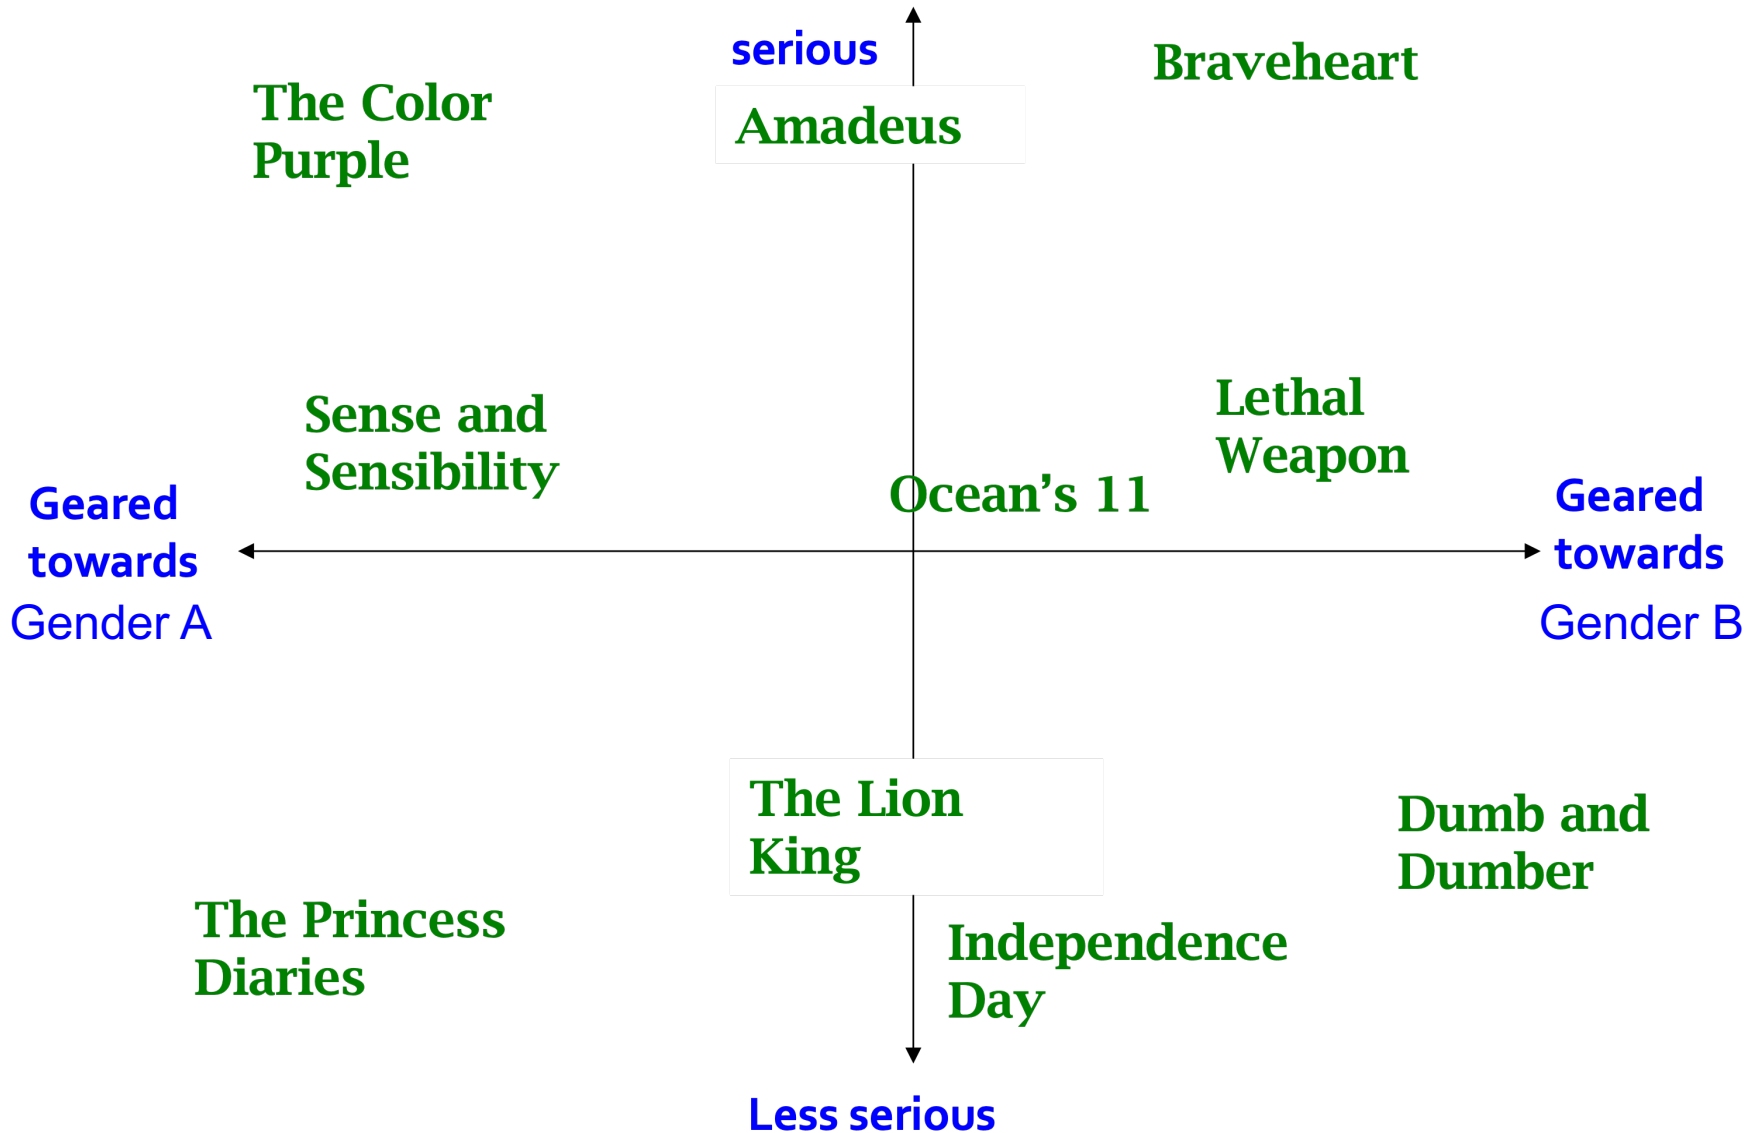 serious
Braveheart
The Color
Purple
Amadeus
Sense and
Sensibility
Lethal
Weapon
Ocean’s 11
Geared
towards
Gender A
Geared
towards
Gender B
The Lion
King
Dumb and
Dumber
The Princess
Diaries
Independence
Day
Less serious